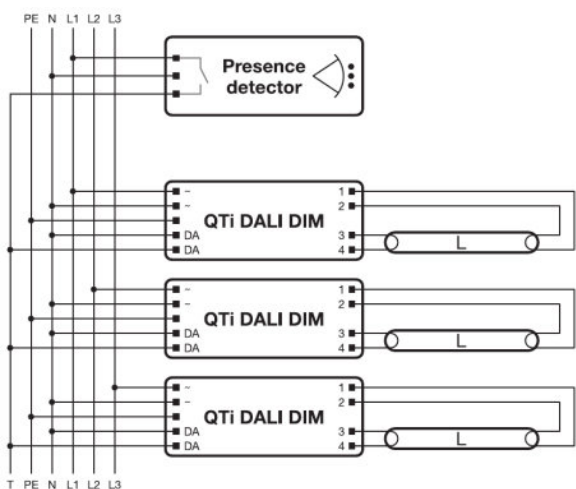 PE N L1 L2 L3
Presence
detector
~
~
QTi DALI DIM
DA
DA
1
2
3
4
L
~
~
QTi DALI DIM
DA
DA
1
2
3
4
L
~
~
QTi DALI DIM
DA
DA
1
2
3
4
L
T PE N L1 L2 L3